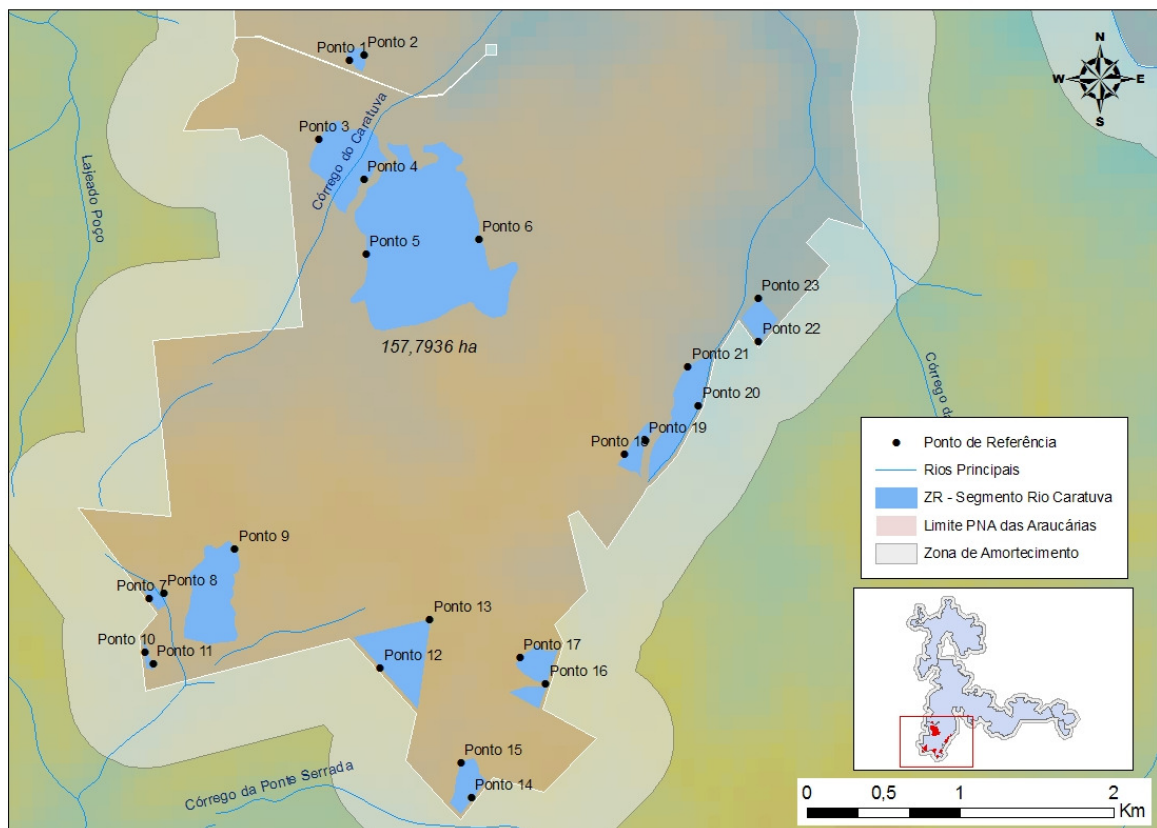 Ponto 1
Ponto 2
N
W
E
S
Ponto 3
Córrego do Caratuva
Ponto 4
Lajeado Poço
Ponto 5
Ponto 6
157,7936 ha
Ponto 23
Ponto 22
Ponto 21
Ponto 20
Ponto 19
Ponto 18
Córrego da
Ponto de Referência
Rios Principais
ZR - Segmento Rio Caratuva
Limite PNA das Araucárias
Zona de Amortecimento
Ponto 9
Ponto 8
Ponto 7
Ponto 10
Ponto 11
Ponto 13
Ponto 12
Ponto 17
Ponto 16
Ponto 15
Ponto 14
Córrego da Ponte Serrada
0 0,5 1 2
Km